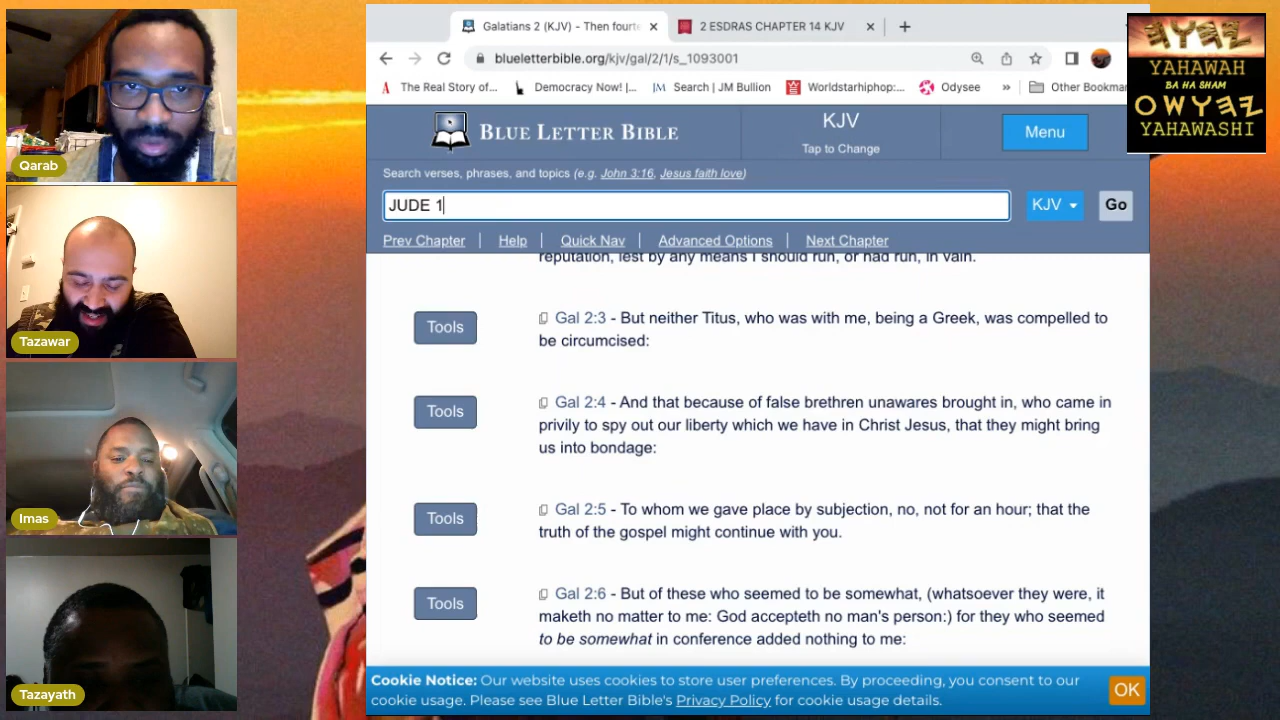 Qarab
Tazawar
Imas
Tazayath
Galatians 2 (KJV) - Then fourte
2 ESDRAS CHAPTER 14 KJV
blueletterbible.org/kjv/gal/2/1/s_1093001
The Real Story of...
Democracy Now! |...
Search | JM Bullion
Worldstarhiphop:...
Odysee
»
Other Bookmar
BLUE LETTER BIBLE
KJV
Tap to Change
Menu
Search verses, phrases, and topics (e.g. John 3:16, Jesus faith love)
JUDE 1
KJV
Go
Prev Chapter | Help | Quick Nav | Advanced Options | Next Chapter
reputation, lest by any means I should run, or had run, in vain.
Tools
Gal 2:3 - But neither Titus, who was with me, being a Greek, was compelled to
be circumcised:
Tools
Gal 2:4 - And that because of false brethren unawares brought in, who came in
privily to spy out our liberty which we have in Christ Jesus, that they might bring
us into bondage:
Tools
Gal 2:5 - To whom we gave place by subjection, no, not for an hour; that the
truth of the gospel might continue with you.
Tools
Gal 2:6 - But of these who seemed to be somewhat, (whatsoever they were, it
maketh no matter to me: God accepteth no man's person:) for they who seemed
to be somewhat in conference added nothing to me:
Cookie Notice: Our website uses cookies to store user preferences. By proceeding, you consent to our
cookie usage. Please see Blue Letter Bible's Privacy Policy for cookie usage details.
OK
YAHAWAH
BA HA SHAM
YAHAWASHI